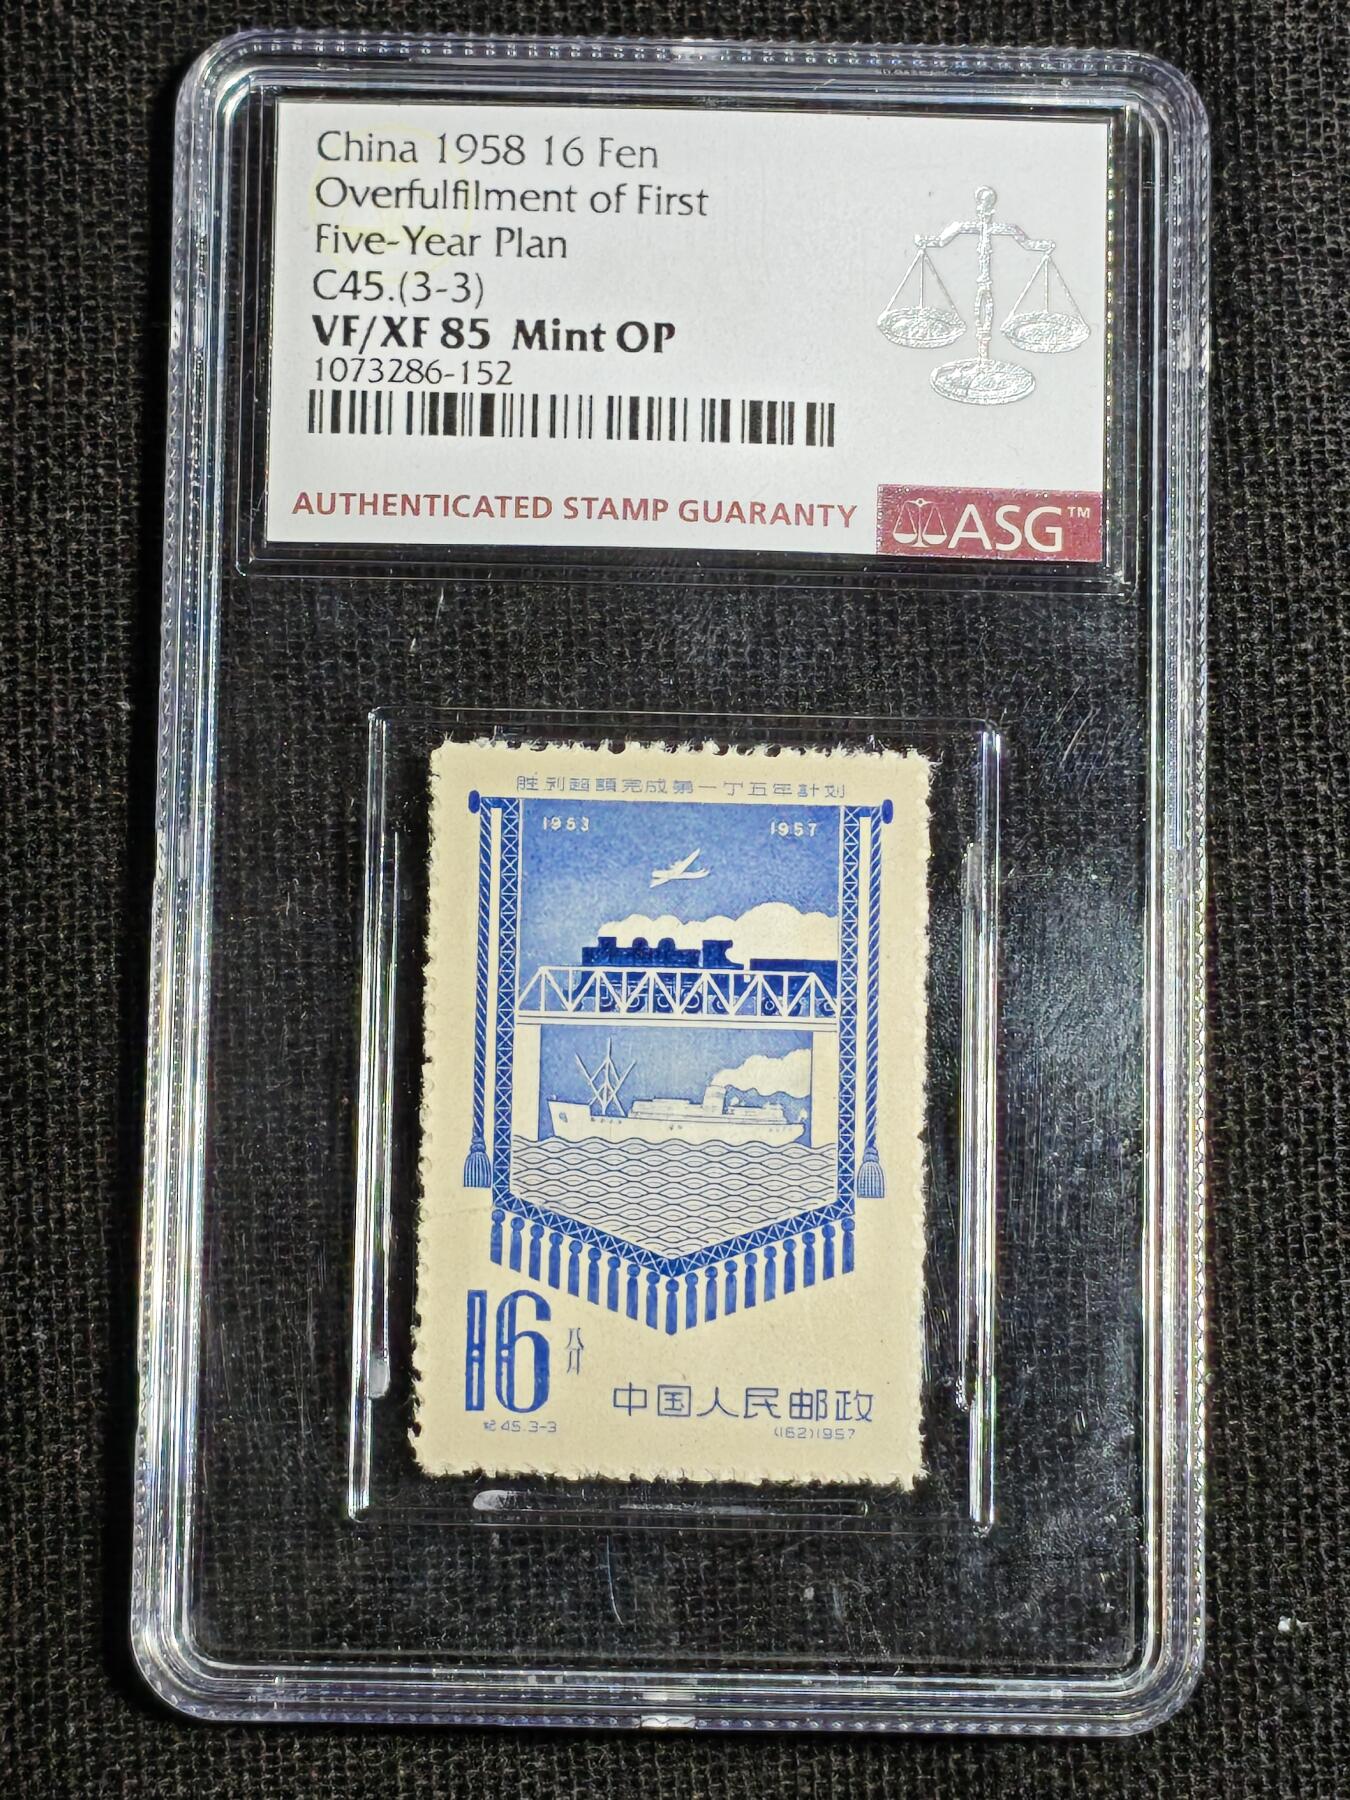 China 1958 16 Fen
Overfulfilment of First
Five-Year Plan
C45.(3-3)
VF/XF 85 Mint OP
1073286-152
AUTHENTICATED STAMP GUARANTY
ASG™
胜利超額完成第一个五年計划
1953 1957
16 分
纪45.3-3
中国人民邮政
(162)1957